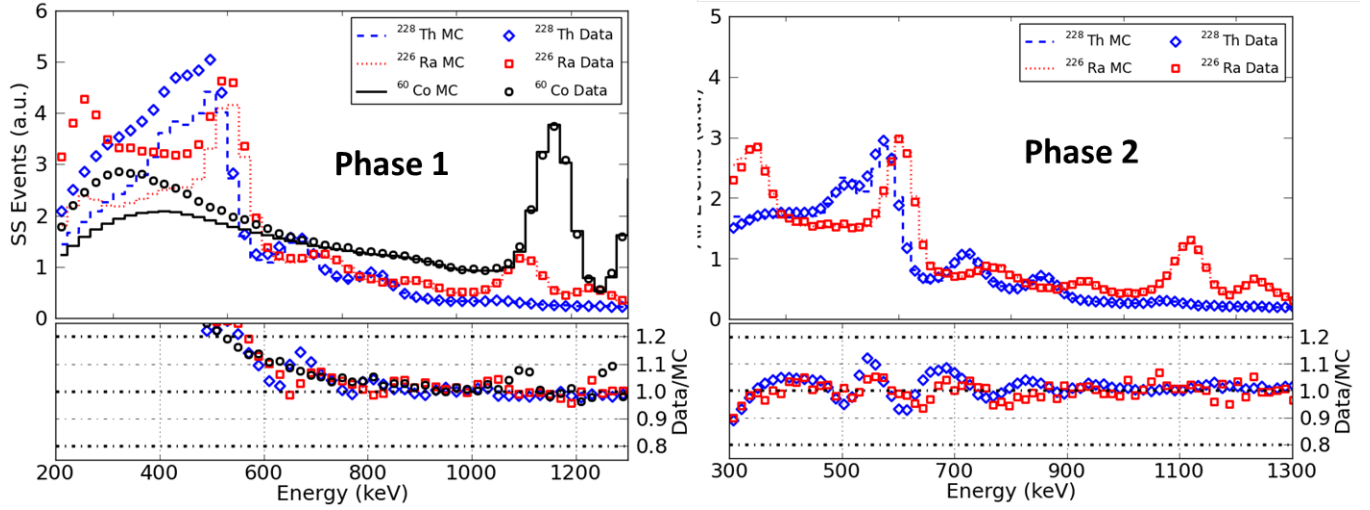 6
5
4
3
2
1
0
SS Events (a.u.)
228Th MC
228Th Data
226Ra MC
226Ra Data
60Co MC
60Co Data
Phase 1
1.2
1.1
1.0
0.9
0.8
Data/MC
200 400 600 800 1000 1200
Energy (keV)
5
4
3
2
1
0
Events (a.u.)
228Th MC
228Th Data
226Ra MC
226Ra Data
Phase 2
1.2
1.1
1.0
0.9
0.8
Data/MC
300 500 700 900 1100 1300
Energy (keV)